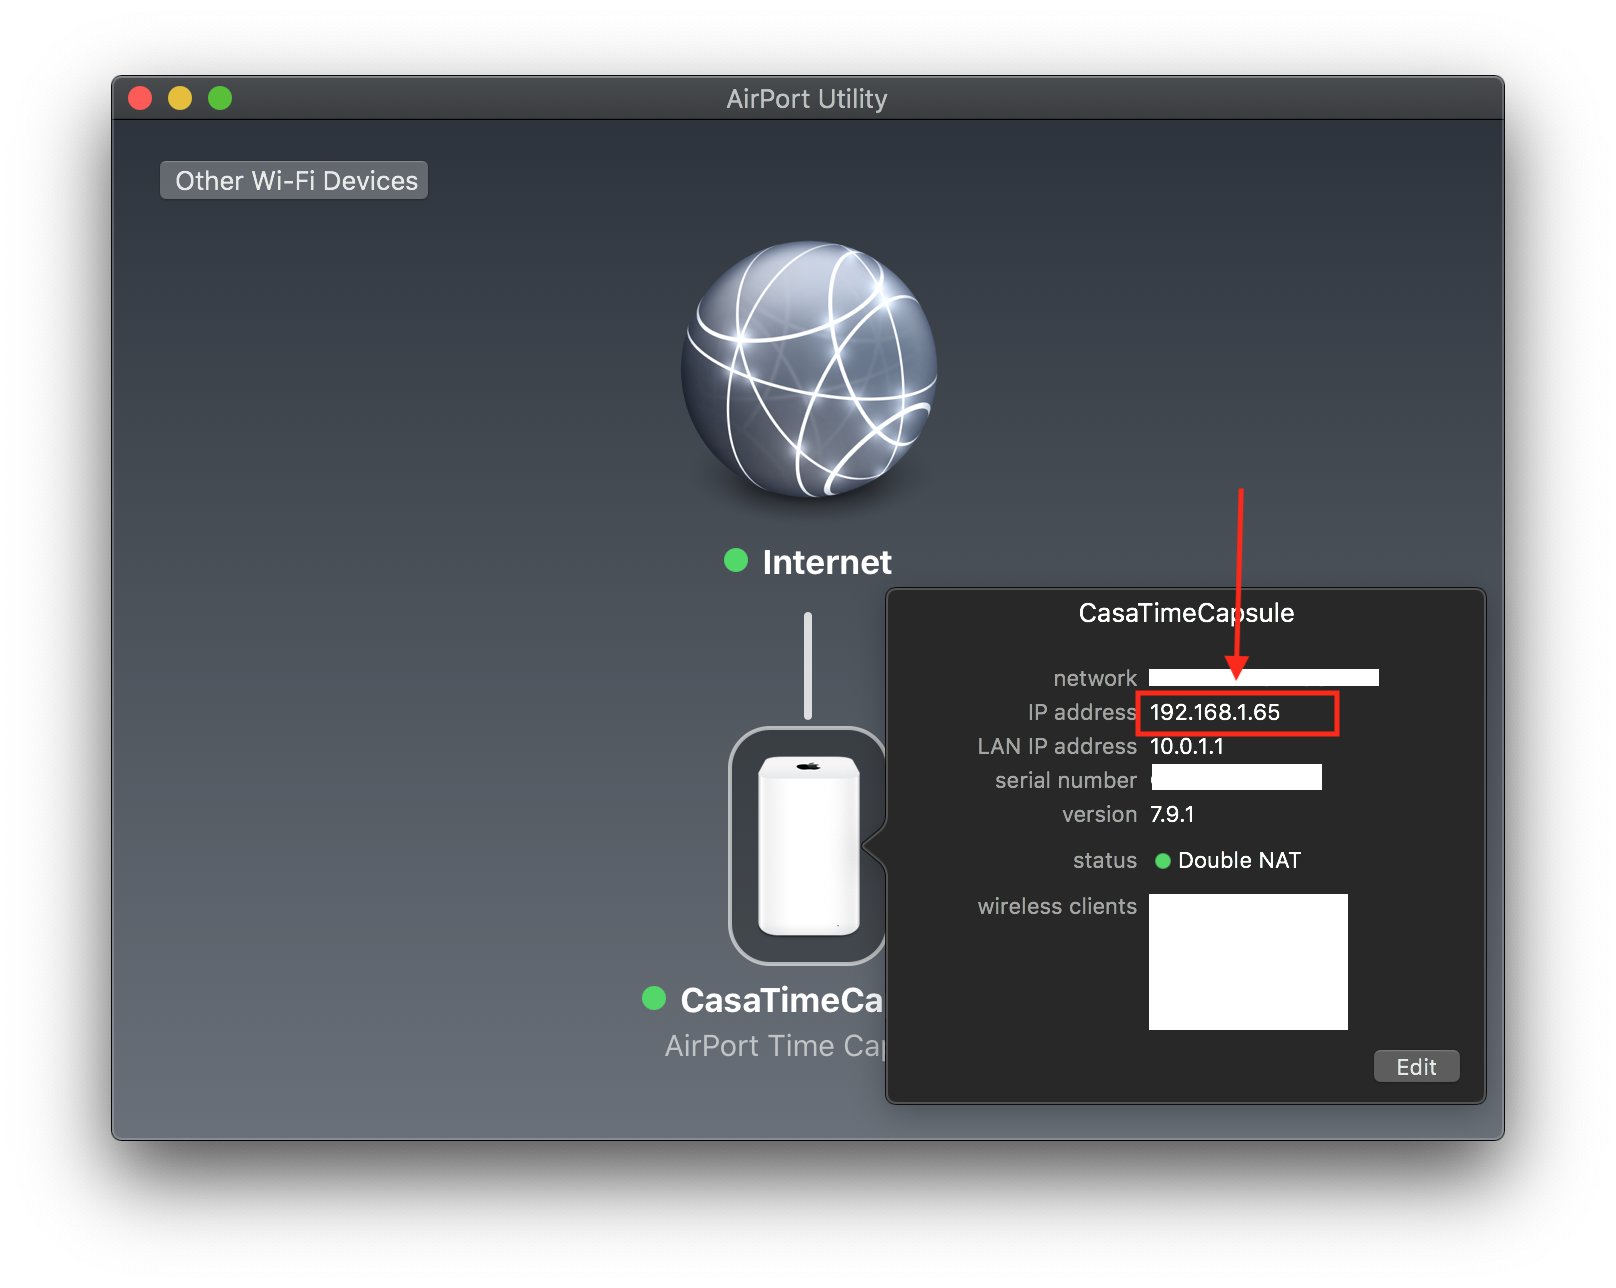 AirPort Utility
Other Wi-Fi Devices
Internet
CasaTimeCapsule
network
IP address 192.168.1.65
LAN IP address 10.0.1.1
serial number
version 7.9.1
status Double NAT
wireless clients
CasaTimeCa
AirPort Time Cap
Edit